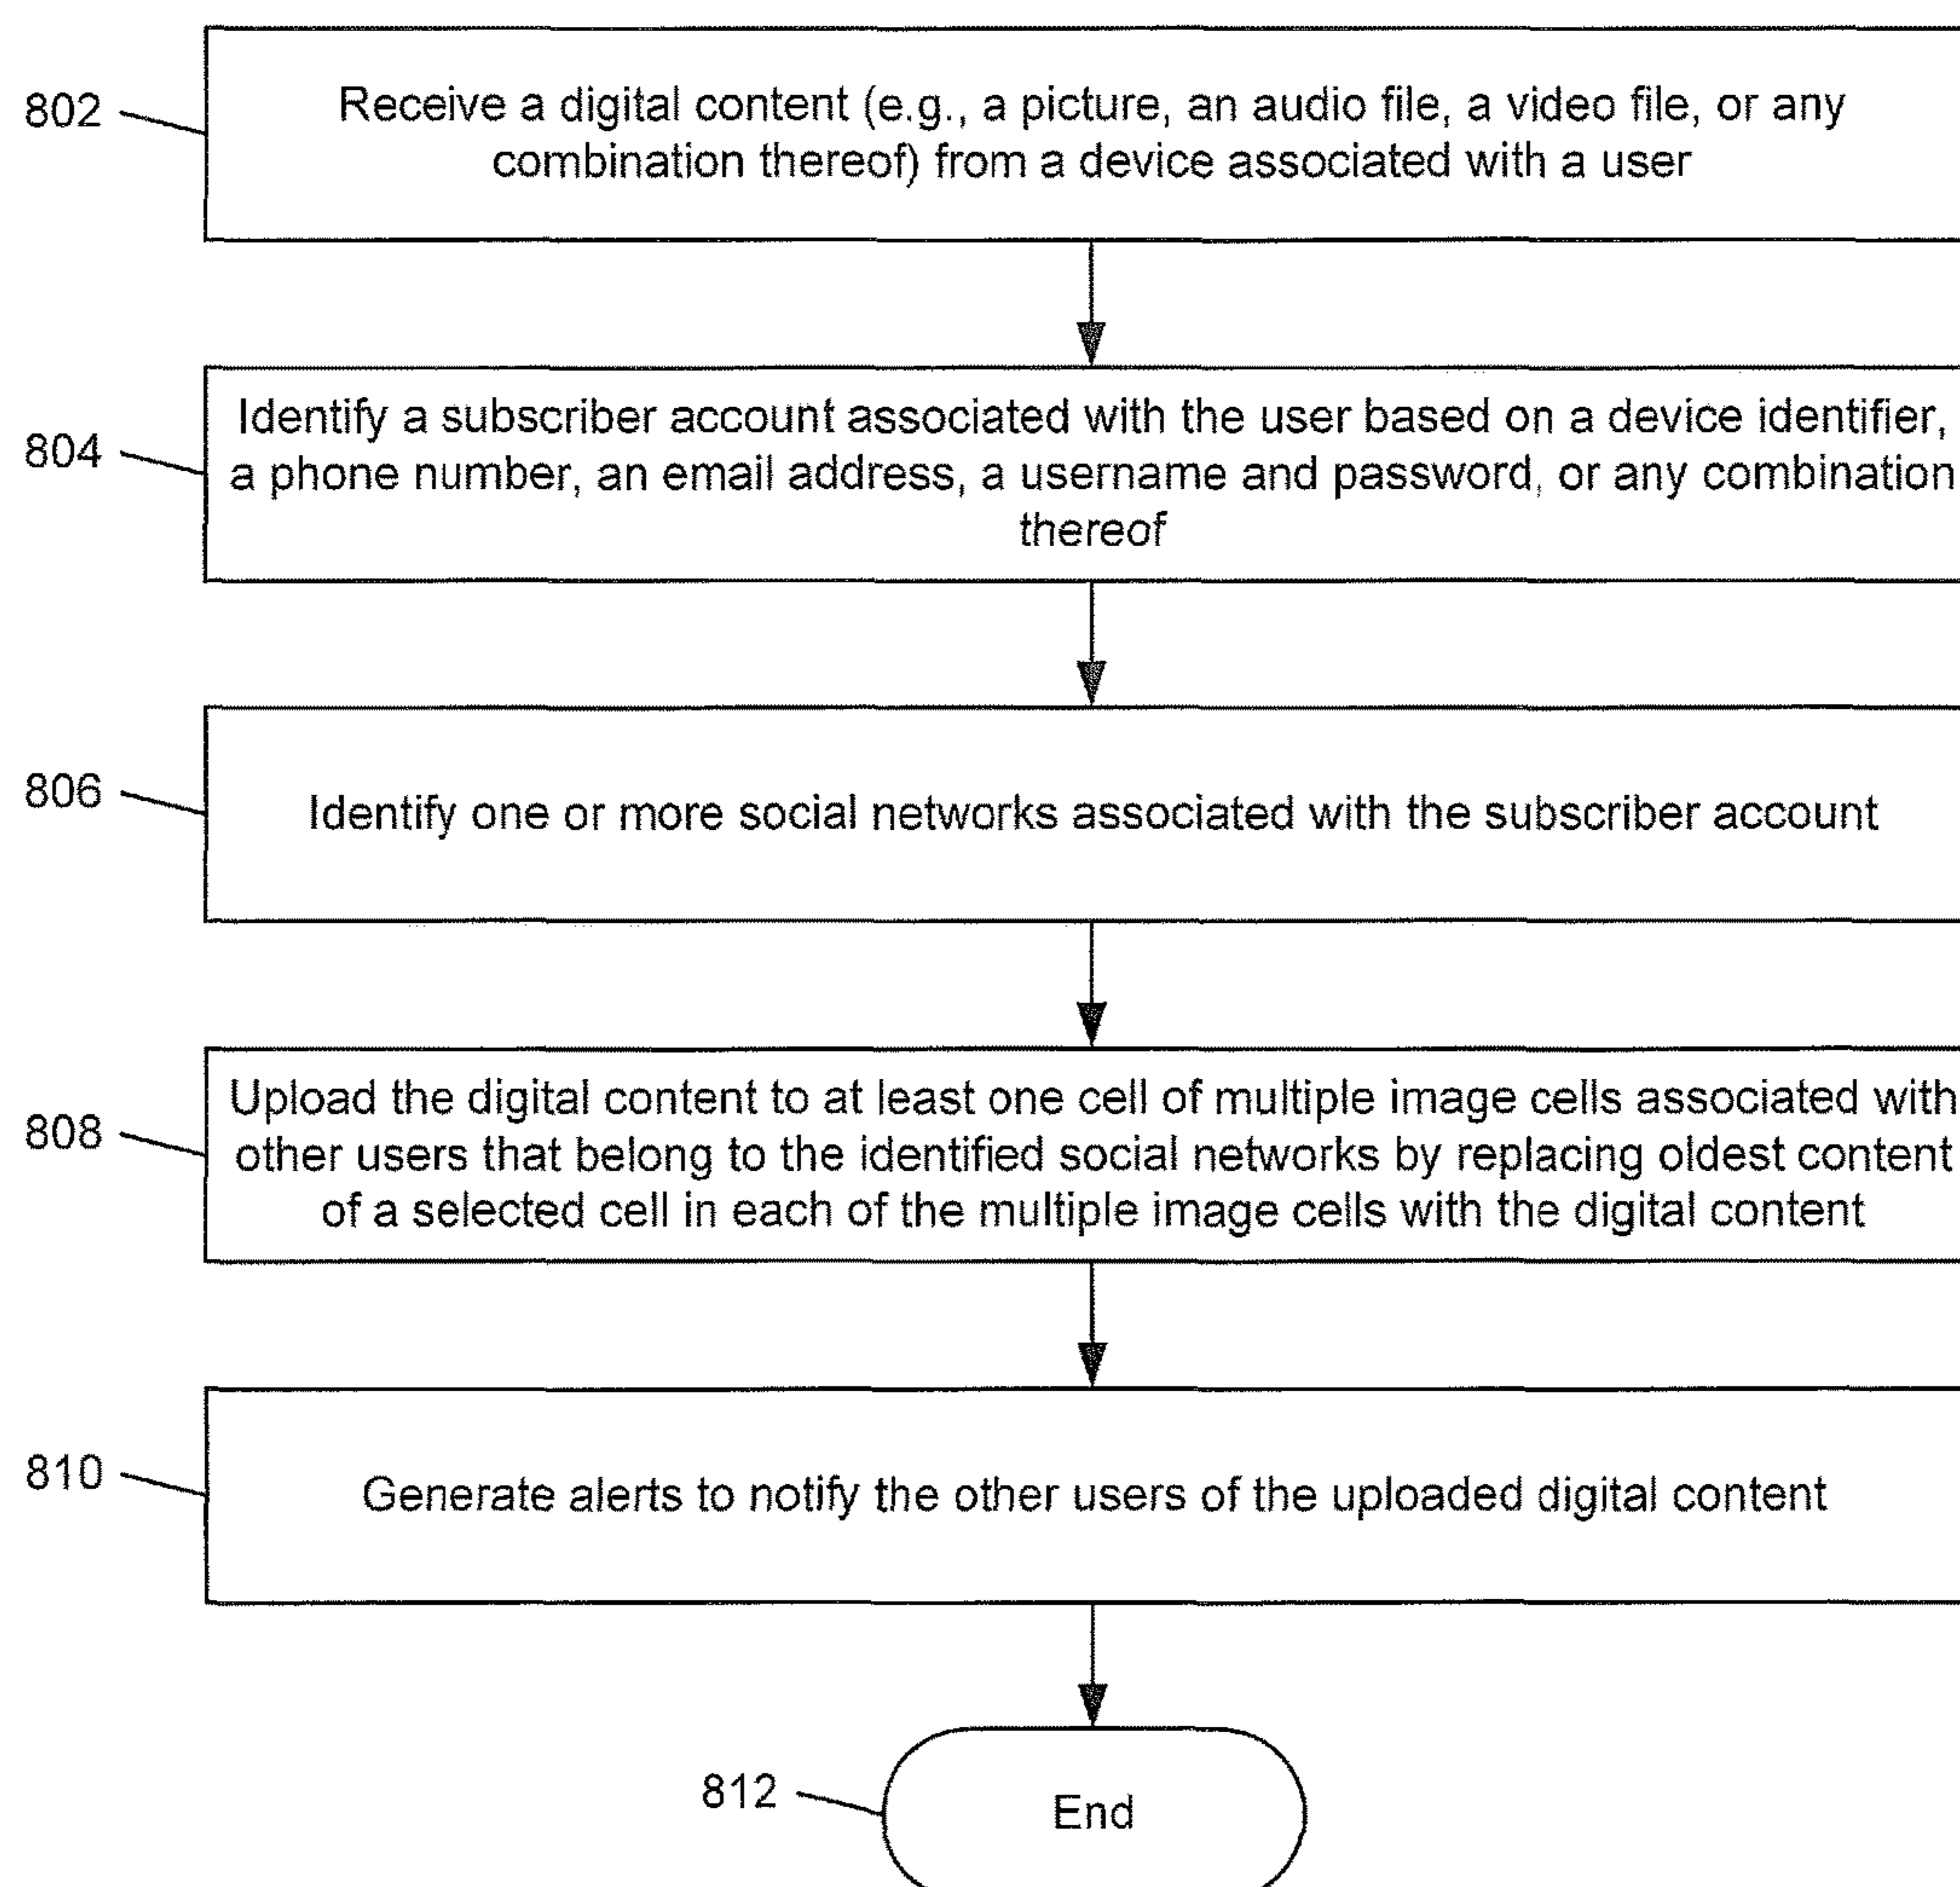 802
Receive a digital content (e.g., a picture, an audio file, a video file, or any
combination thereof) from a device associated with a user
804
Identify a subscriber account associated with the user based on a device identifier,
a phone number, an email address, a username and password, or any combination
thereof
806
Identify one or more social networks associated with the subscriber account
808
Upload the digital content to at least one cell of multiple image cells associated with
other users that belong to the identified social networks by replacing oldest content
of a selected cell in each of the multiple image cells with the digital content
810
Generate alerts to notify the other users of the uploaded digital content
812
End